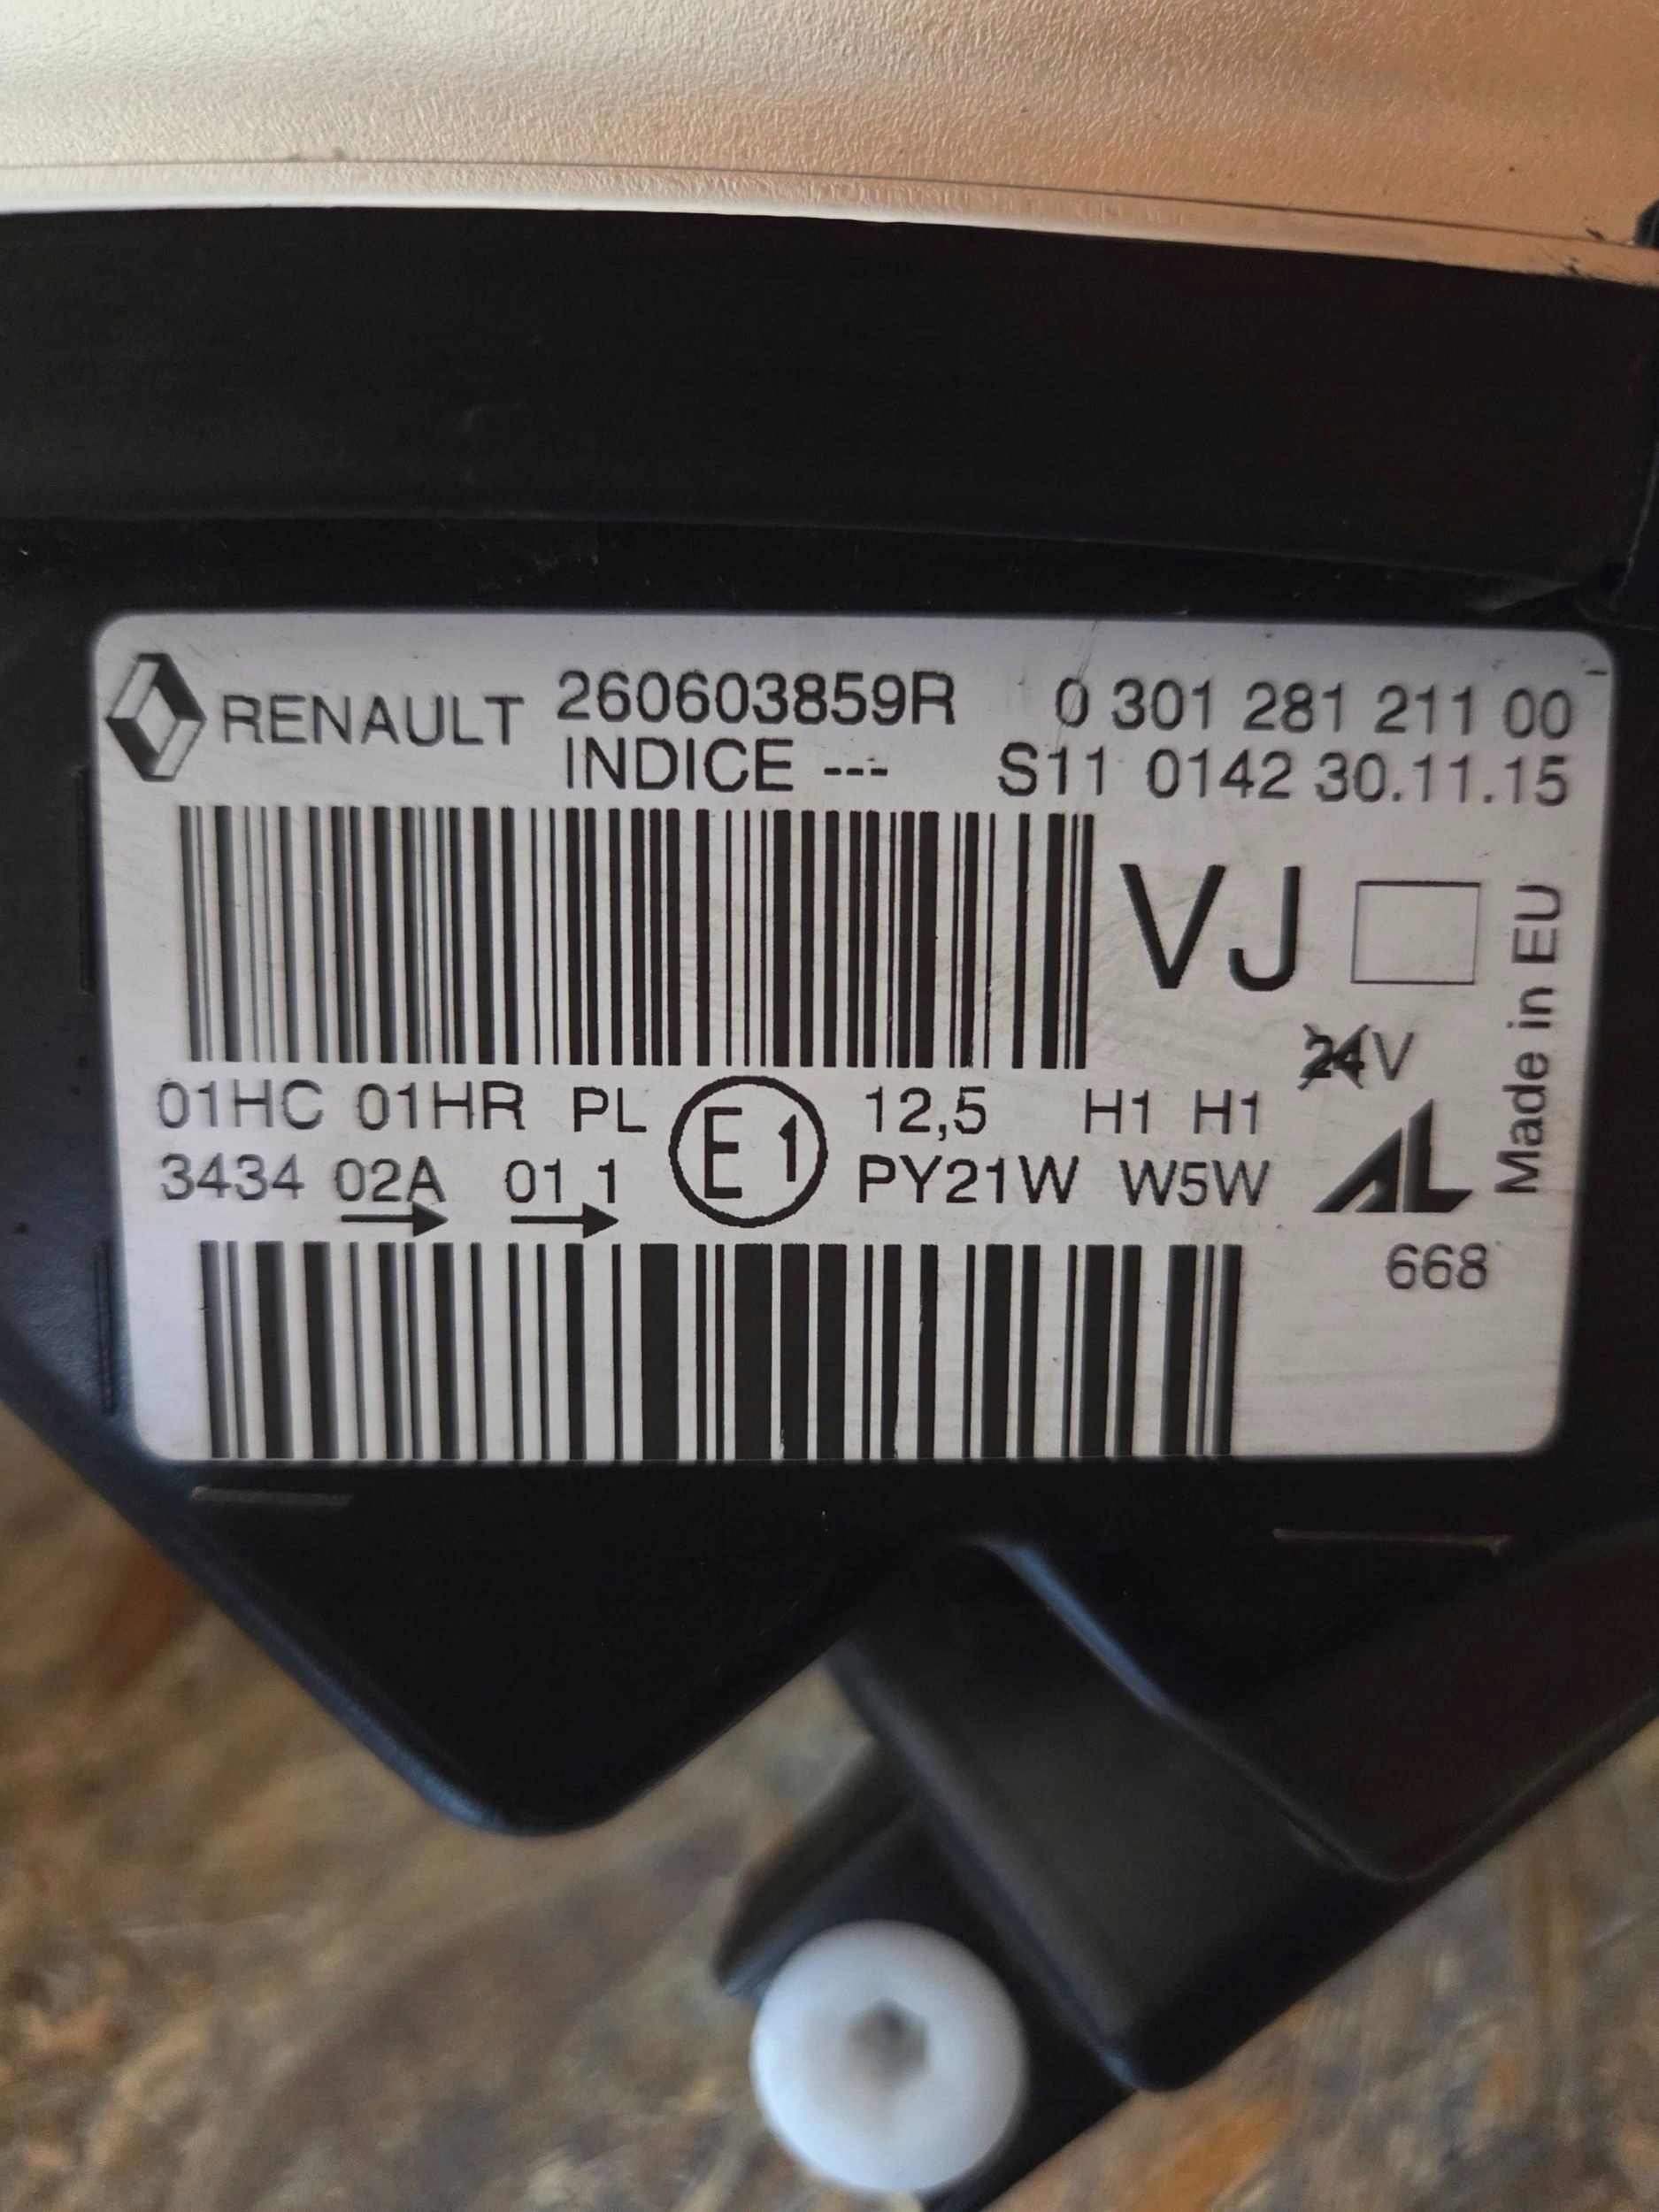 RENAULT 260603859R 0 301 281 211 00
INDICE --- S11 0142 30.11.15
VJ
24V
Made in EU
01HC 01HR PL E1 12,5 H1 H1
3434 02A 01 1 PY21W W5W AL
668